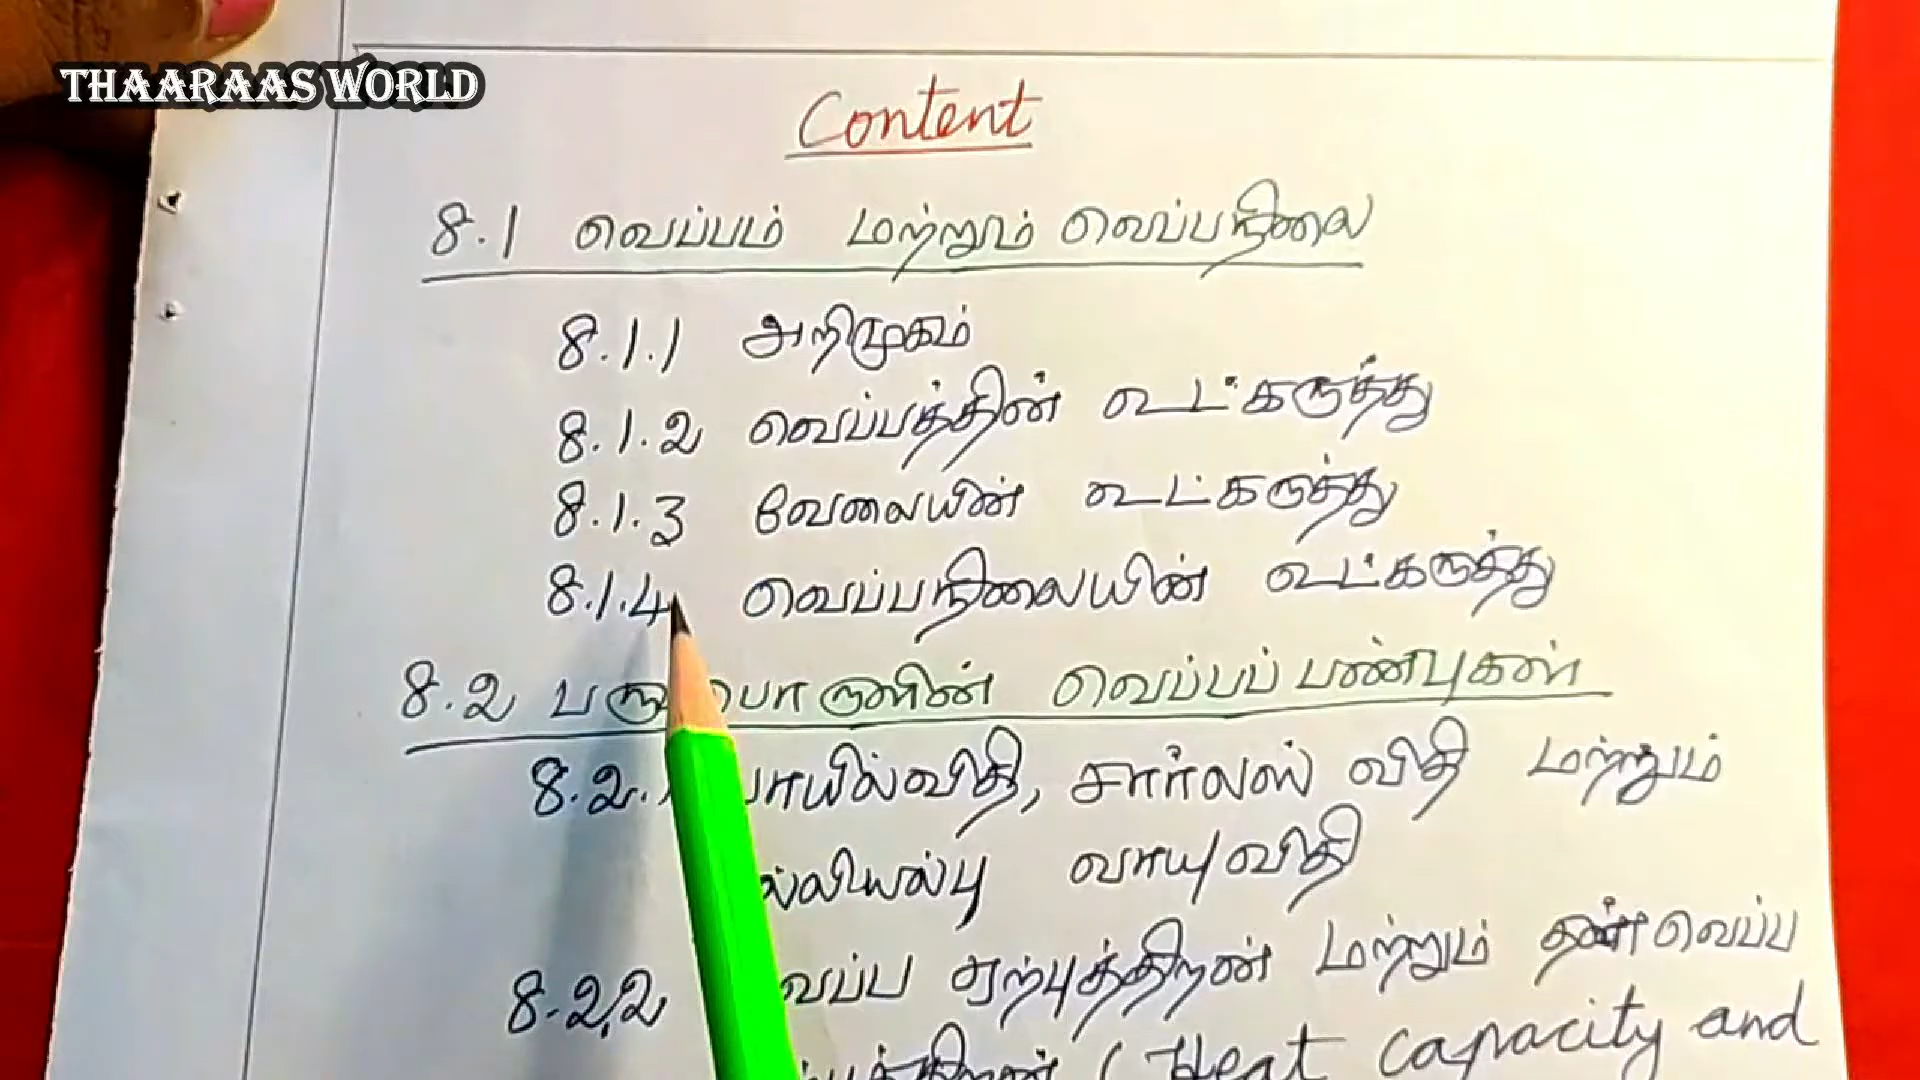 THAARAAS WORLD
Content
8.1 வெப்பம் மற்றும் வெப்பநிலை
8.1.1 அறிமுகம்
8.1.2 வெப்பத்தின் உட்கருத்து
8.1.3 வேலையின் உட்கருத்து
8.1.4 வெப்பநிலையின் உட்கருத்து
8.2 வெப்பப் பண்புகள்
8.2. சார்லஸ் விதி மற்றும்
வாயு விதி
8.2.2 ஏற்புத்திறன் மற்றும் தன்வெப்ப
(Heat capacity and